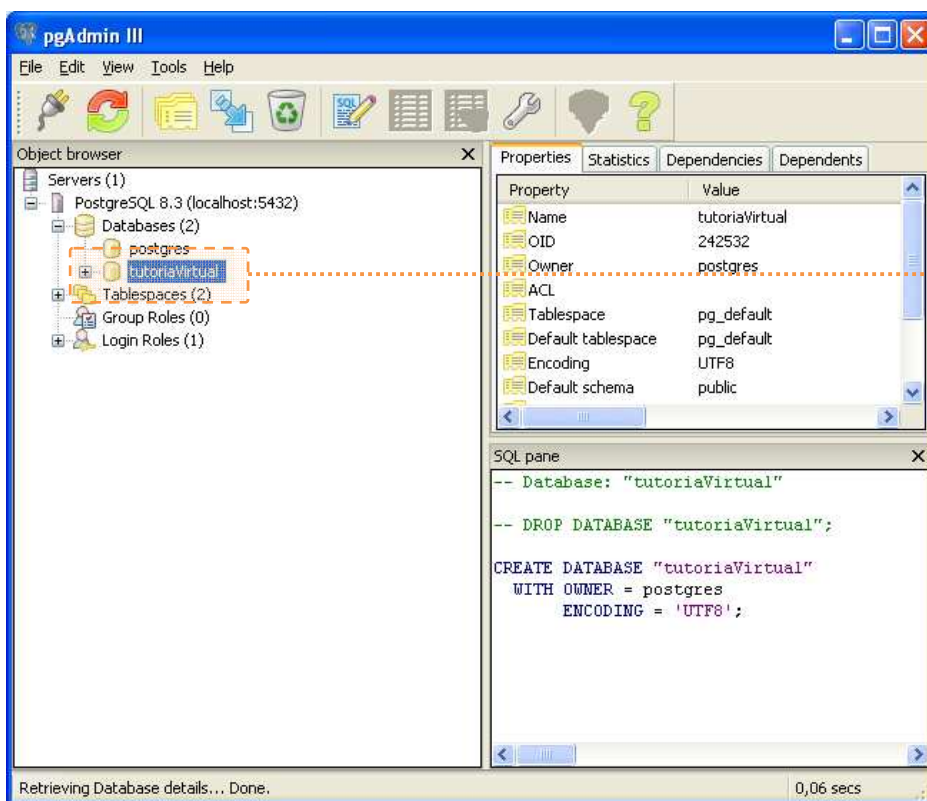 pgAdmin III
File Edit View Tools Help
SQL
Object browser
Servers (1)
PostgreSQL 8.3 (localhost:5432)
Databases (2)
postgres
tutoriaVirtual
Tablespaces (2)
Group Roles (0)
Login Roles (1)
Properties Statistics Dependencies Dependents
Property Value
Name tutoriaVirtual
OID 242532
Owner postgres
ACL
Tablespace pg_default
Default tablespace pg_default
Encoding UTF8
Default schema public
SQL pane
-- Database: "tutoriaVirtual"
-- DROP DATABASE "tutoriaVirtual";
CREATE DATABASE "tutoriaVirtual"
WITH OWNER = postgres
ENCODING = 'UTF8';
Retrieving Database details... Done. 0,06 secs